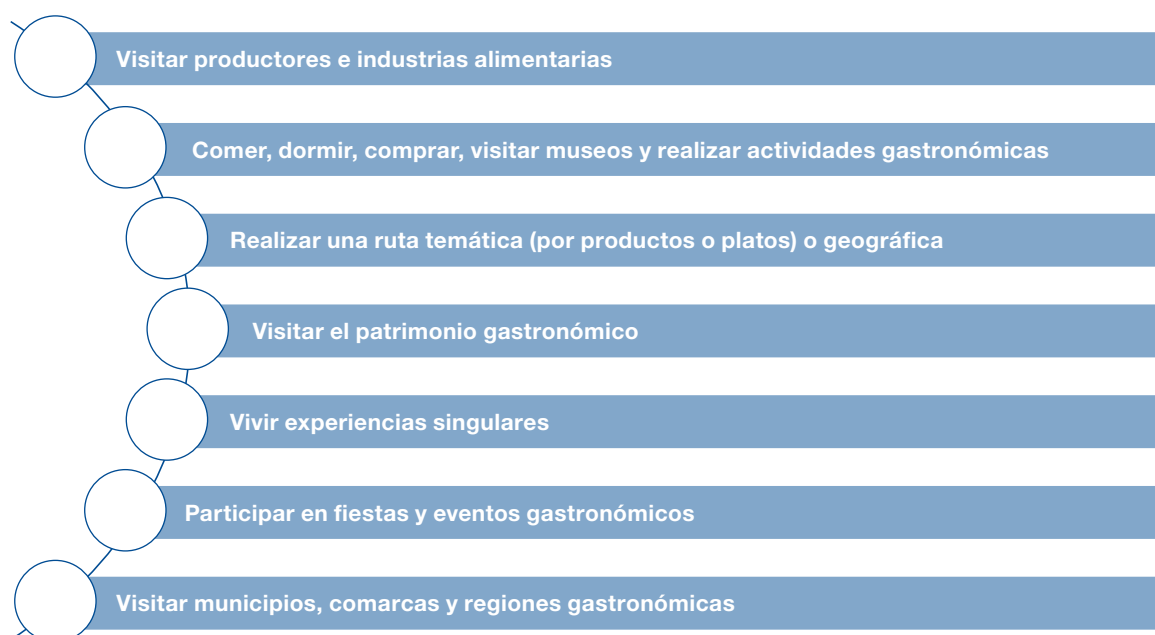 Visitar productores e industrias alimentarias
Comer, dormir, comprar, visitar museos y realizar actividades gastronómicas
Realizar una ruta temática (por productos o platos) o geográfica
Visitar el patrimonio gastronómico
Vivir experiencias singulares
Participar en fiestas y eventos gastronómicos
Visitar municipios, comarcas y regiones gastronómicas